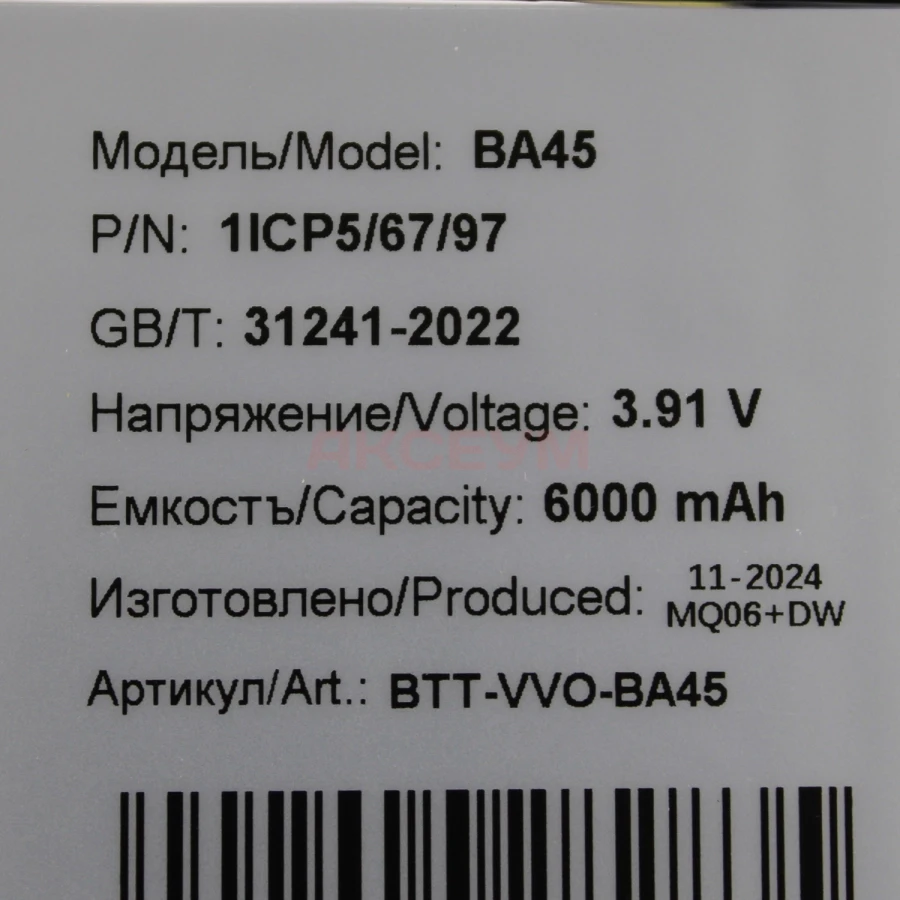 Модель/Model: BA45
P/N: 1ICP5/67/97
GB/T: 31241-2022
Напряжение/Voltage: 3.91 V
АКСЕУМ
Емкостъ/Capacity: 6000 mAh
Изготовлено/Produced: 11-2024
MQ06+DW
Артикул/Art.: BTT-VVO-BA45